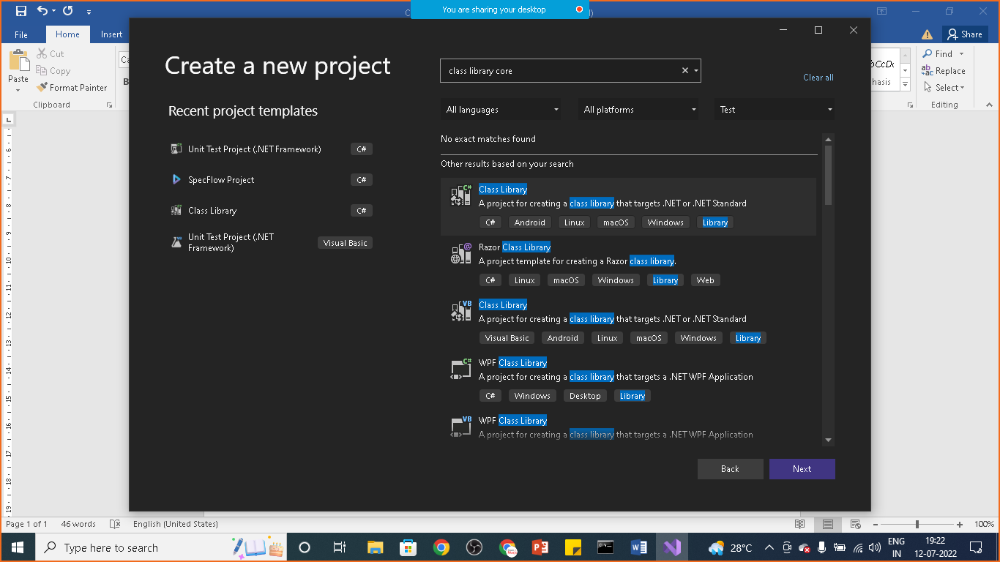 You are sharing your desktop
File
Home
Insert
Share
Cut
Copy
Paste
Format Painter
Clipboard
B
Find
Replace
Select
Editing
Create a new project
class library core
Clear all
Recent project templates
All languages
All platforms
Test
Unit Test Project (.NET Framework)
C#
SpecFlow Project
C#
Class Library
C#
Unit Test Project (.NET
Framework)
Visual Basic
No exact matches found
Other results based on your search
Class Library
A project for creating a class library that targets .NET or .NET Standard
C# Android Linux macOS Windows Library
Razor Class Library
A project template for creating a Razor class library.
C# Linux macOS Windows Library Web
Class Library
A project for creating a class library that targets .NET or .NET Standard
Visual Basic Android Linux macOS Windows Library
WPF Class Library
A project for creating a class library that targets a .NET WPF Application
C# Windows Desktop Library
WPF Class Library
A project for creating a class library that targets a .NET WPF Application
Back
Next
Page 1 of 1
46 words
English (United States)
100%
Type here to search
28°C
ENG
IN
19:22
12-07-2022